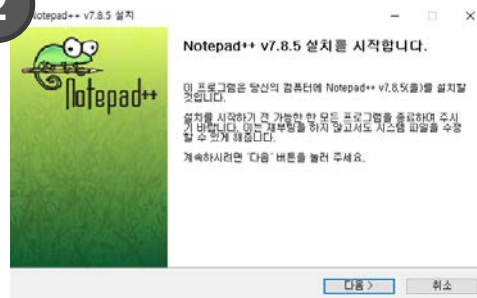 2
Notepad++ v7.8.5 설치
Notepad++ v7.8.5 설치를 시작합니다.
Notepad++
이 프로그램은 당신의 컴퓨터에 Notepad++ v7.8.5(을)를 설치할
것입니다.
설치를 시작하기 전 가능한 한 모든 프로그램을 종료하여 주시
기 바랍니다. 이는 재부팅을 하지 않고서도 시스템 파일을 수정
할 수 있게 해줍니다.
계속하시려면 '다음' 버튼을 눌러 주세요.
다음 >
취소